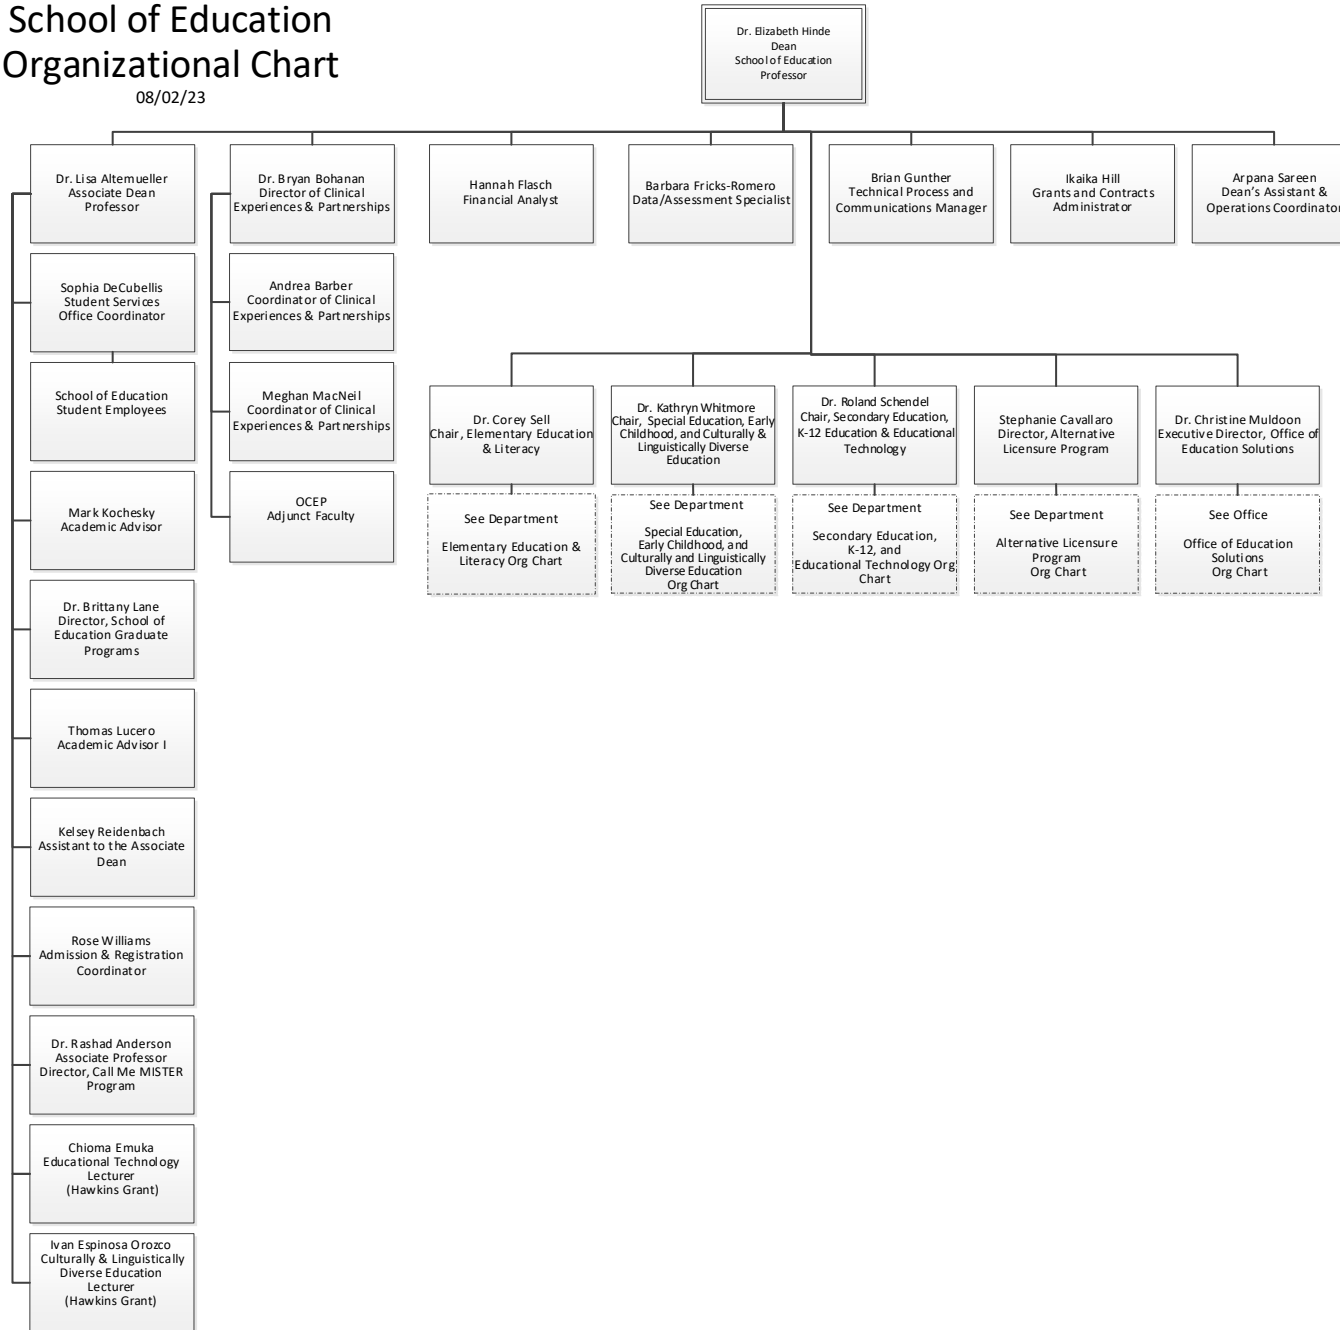 School of Education
Organizational Chart
08/02/23
Dr. Elizabeth Hinde
Dean
School of Education
Professor
Dr. Lisa Altemueller
Associate Dean
Professor
Dr. Bryan Bohanan
Director of Clinical
Experiences & Partnerships
Hannah Flasch
Financial Analyst
Barbara Fricks-Romero
Data/Assessment Specialist
Brian Gunther
Technical Process and
Communications Manager
Ikaika Hill
Grants and Contracts
Administrator
Arpana Sareen
Dean's Assistant &
Operations Coordinator
Sophia DeCubellis
Student Services
Office Coordinator
School of Education
Student Employees
Mark Kochesky
Academic Advisor
Dr. Brittany Lane
Director, School of
Education Graduate
Programs
Thomas Lucero
Academic Advisor I
Kelsey Reidenbach
Assistant to the Associate
Dean
Rose Williams
Admission & Registration
Coordinator
Dr. Rashad Anderson
Associate Professor
Director, Call Me MISTER
Program
Chioma Emuka
Educational Technology
Lecturer
(Hawkins Grant)
Ivan Espinosa Orozco
Culturally & Linguistically
Diverse Education
Lecturer
(Hawkins Grant)
Andrea Barber
Coordinator of Clinical
Experiences & Partnerships
Meghan MacNeil
Coordinator of Clinical
Experiences & Partnerships
OCEP
Adjunct Faculty
Dr. Corey Sell
Chair, Elementary Education
& Literacy
Dr. Kathryn Whitmore
Chair, Special Education, Early
Childhood, and Culturally &
Linguistically Diverse
Education
Dr. Roland Schendel
Chair, Secondary Education,
K-12 Education & Educational
Technology
Stephanie Cavallaro
Director, Alternative
Licensure Program
Dr. Christine Muldoon
Executive Director, Office of
Education Solutions
See Department
Elementary Education &
Literacy Org Chart
See Department
Special Education,
Early Childhood, and
Culturally and Linguistically
Diverse Education
Org Chart
See Department
Secondary Education,
K-12, and
Educational Technology Org
Chart
See Department
Alternative Licensure
Program
Org Chart
See Office
Office of Education
Solutions
Org Chart